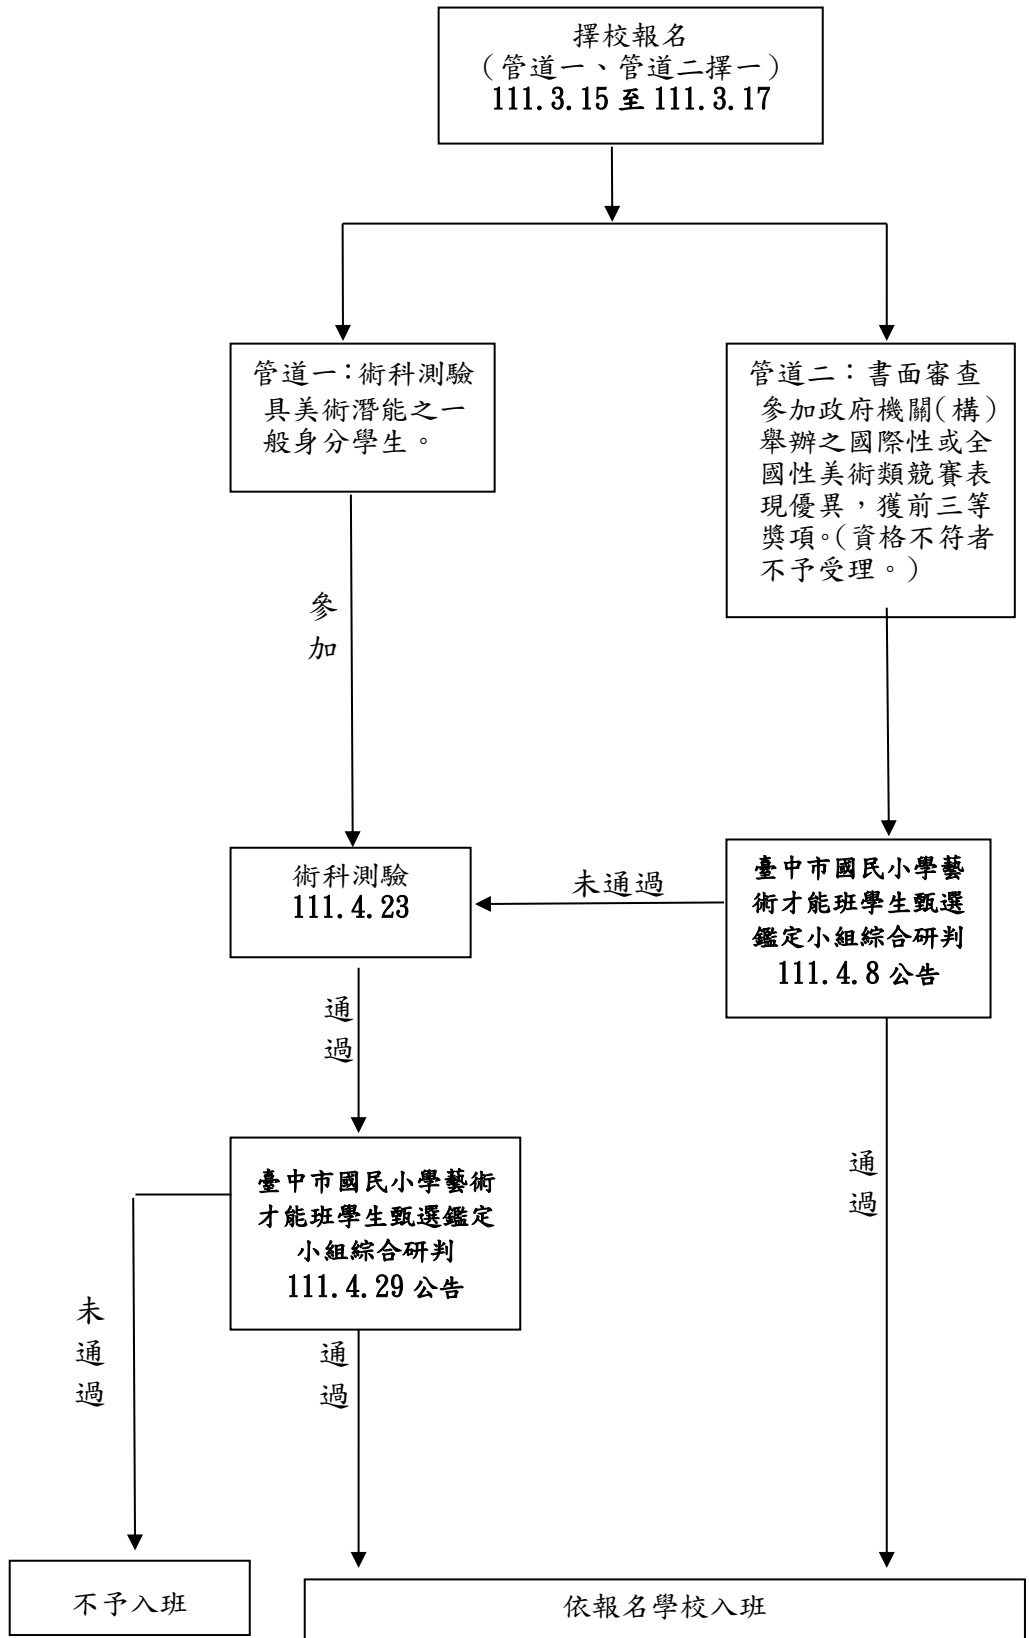 擇校報名
（管道一、管道二擇一）
111.3.15 至 111.3.17
管道一：術科測驗
具美術潛能之一
般身分學生。
管道二：書面審查
參加政府機關(構)
舉辦之國際性或全
國性美術類競賽表
現優異，獲前三等
獎項。(資格不符者
不予受理。)
參
加
術科測驗
111.4.23
未通過
臺中市國民小學藝
術才能班學生甄選
鑑定小組綜合研判
111.4.8 公告
通
過
臺中市國民小學藝術
才能班學生甄選鑑定
小組綜合研判
111.4.29 公告
通
過
未
通
過
通
過
不予入班
依報名學校入班